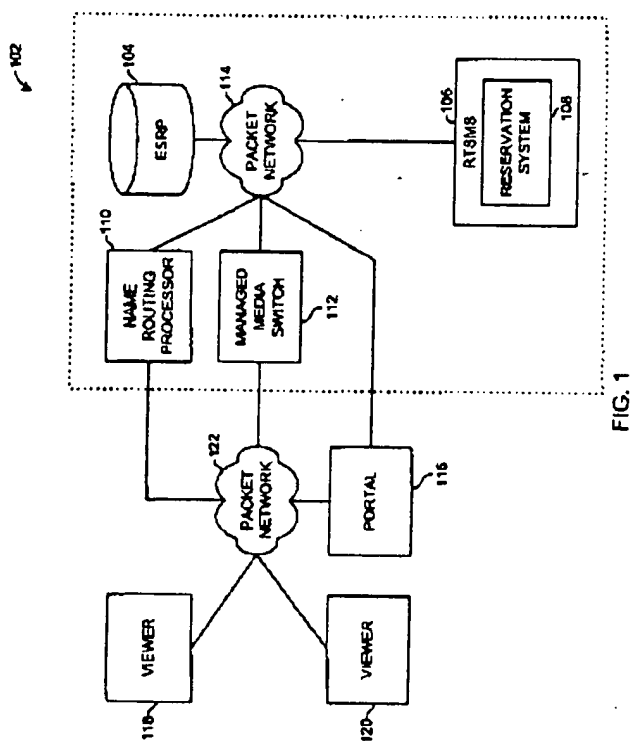 102
104
ESRP
114
PACKET
NETWORK
106
RTBMB
RESERVATION
SYSTEM
108
110
NAME
ROUTING
PROCESSOR
MANAGED
MEDIA
SWITCH
112
122
PACKET
NETWORK
PORTAL
116
VIEWER
118
VIEWER
120
FIG. 1